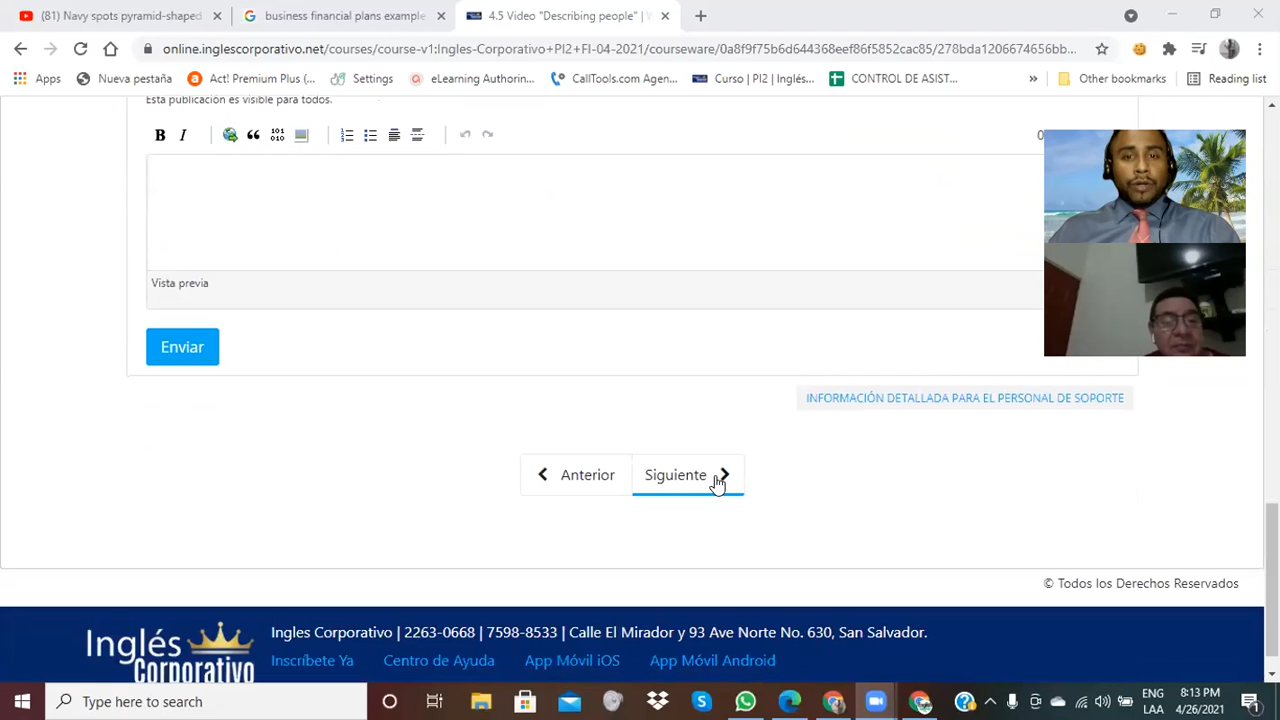 (81) Navy spots pyramid-shaped
business financial plans example
4.5 Video "Describing people" |
online.inglescorporativo.net/courses/course-v1:Ingles-Corporativo+PI2+FI-04-2021/courseware/0a8f9f75b6d644368eef86f5852cac85/278bda1206674656bb...
Apps
Nueva pestaña
Act! Premium Plus (...
Settings
eLearning Authorin...
CallTools.com Agen...
Curso | PI2 | Inglés...
CONTROL DE ASIST...
»
Other bookmarks
Reading list
Esta publicación es visible para todos.
B I
Vista previa
Enviar
INFORMACIÓN DETALLADA PARA EL PERSONAL DE SOPORTE
Anterior
Siguiente
© Todos los Derechos Reservados
Inglés
Corporativo
Ingles Corporativo | 2263-0668 | 7598-8533 | Calle El Mirador y 93 Ave Norte No. 630, San Salvador.
Inscríbete Ya
Centro de Ayuda
App Móvil iOS
App Móvil Android
Type here to search
ENG
LAA
8:13 PM
4/26/2021